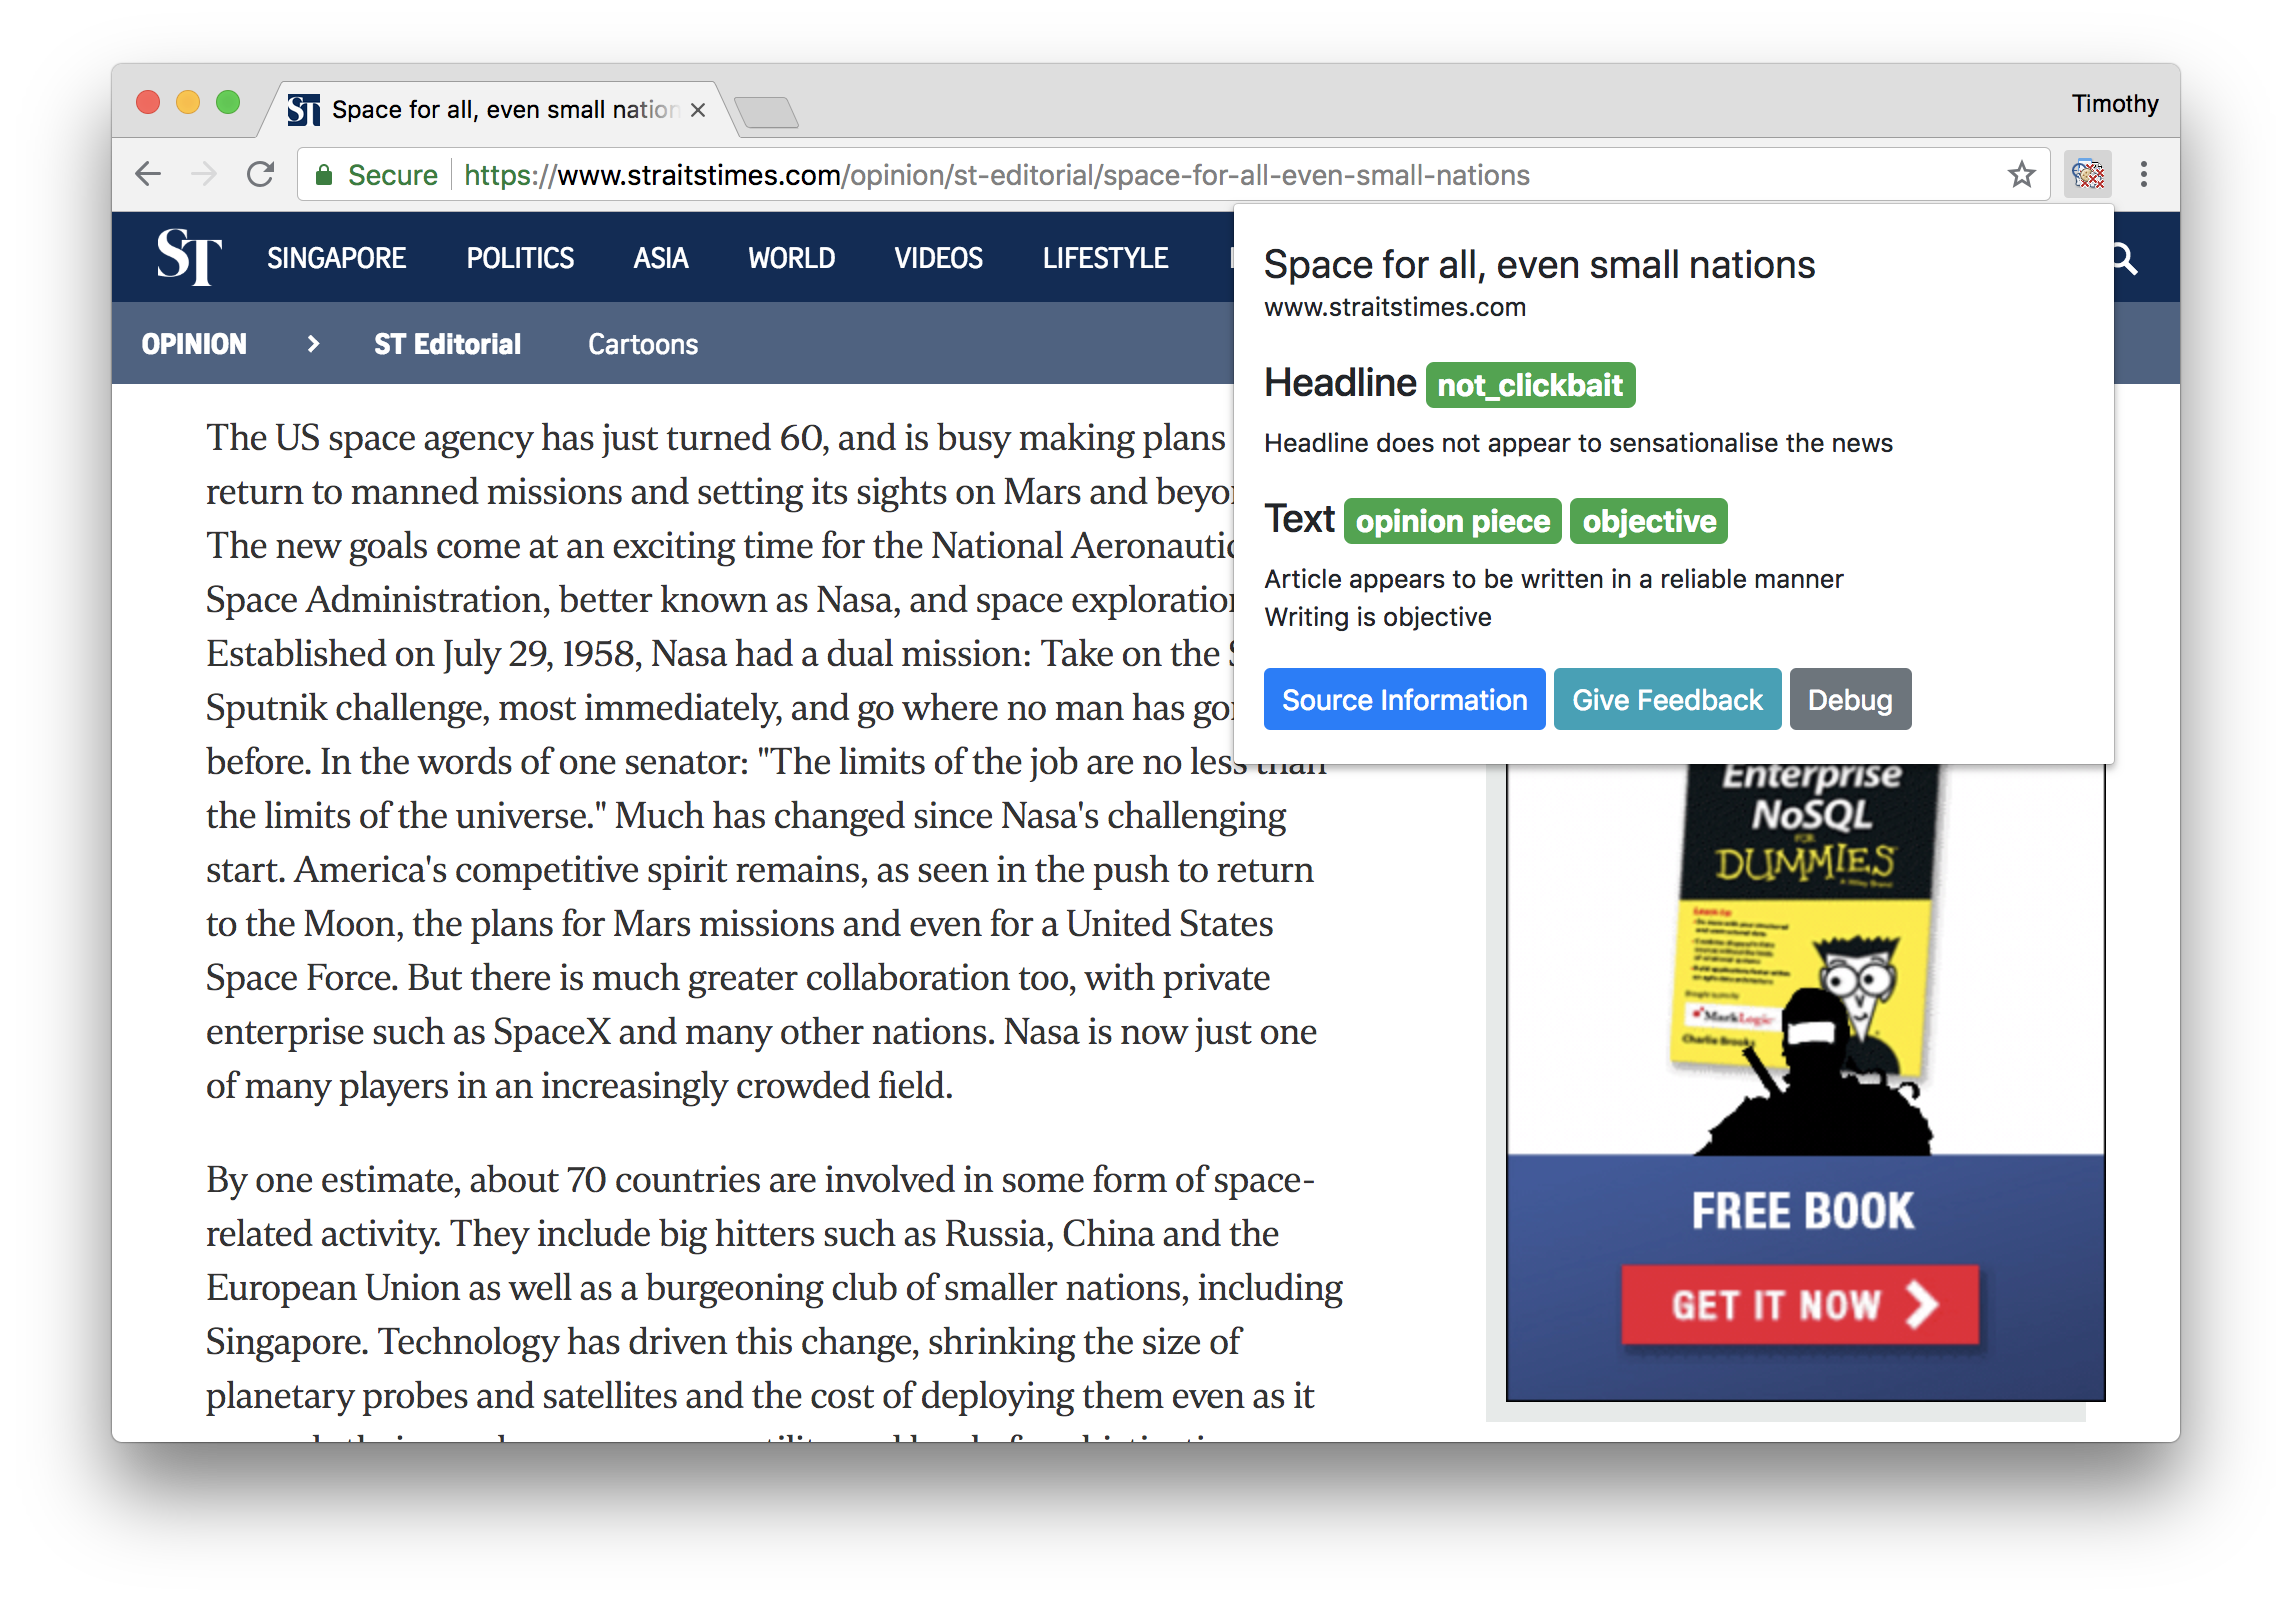 ST Space for all, even small nation
Timothy
Secure https://www.straitstimes.com/opinion/st-editorial/space-for-all-even-small-nations
ST SINGAPORE POLITICS ASIA WORLD VIDEOS LIFESTYLE
OPINION > ST Editorial Cartoons
Space for all, even small nations
www.straitstimes.com
Headline not_clickbait
Headline does not appear to sensationalise the news
Text opinion piece objective
Article appears to be written in a reliable manner
Writing is objective
Source Information Give Feedback Debug
The US space agency has just turned 60, and is busy making plans
return to manned missions and setting its sights on Mars and beyo
The new goals come at an exciting time for the National Aeronautic
Space Administration, better known as Nasa, and space exploration
Established on July 29, 1958, Nasa had a dual mission: Take on the S
Sputnik challenge, most immediately, and go where no man has go
before. In the words of one senator: "The limits of the job are no less than
the limits of the universe." Much has changed since Nasa's challenging
start. America's competitive spirit remains, as seen in the push to return
to the Moon, the plans for Mars missions and even for a United States
Space Force. But there is much greater collaboration too, with private
enterprise such as SpaceX and many other nations. Nasa is now just one
of many players in an increasingly crowded field.
By one estimate, about 70 countries are involved in some form of space-
related activity. They include big hitters such as Russia, China and the
European Union as well as a burgeoning club of smaller nations, including
Singapore. Technology has driven this change, shrinking the size of
planetary probes and satellites and the cost of deploying them even as it
Enterprise
NoSQL
FOR
DUMMIES
A Wiley Brand
Learn to:
MarkLogic
Charlie Brooks
FREE BOOK
GET IT NOW